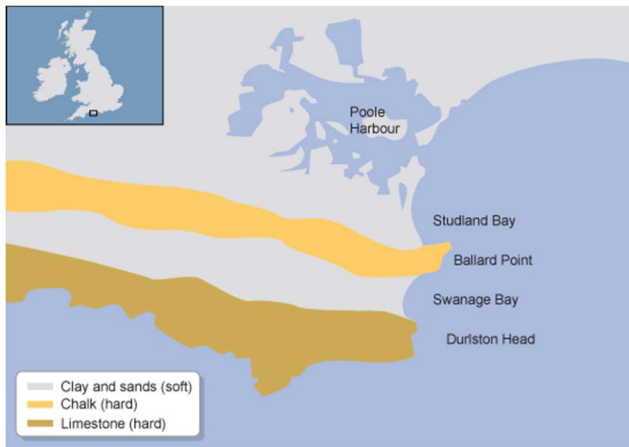 Poole
Harbour
Studland Bay
Ballard Point
Swanage Bay
Durlston Head
Clay and sands (soft)
Chalk (hard)
Limestone (hard)